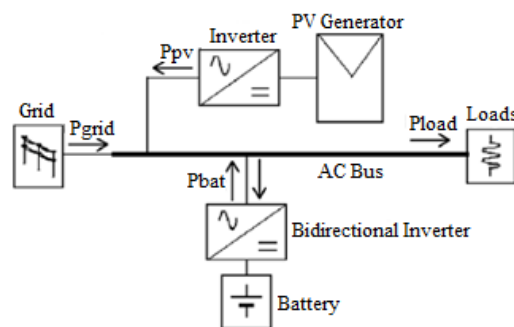 Inverter
PV Generator
Ppv
Grid
Pgrid
Pload
Loads
AC Bus
Pbat
Bidirectional Inverter
Battery